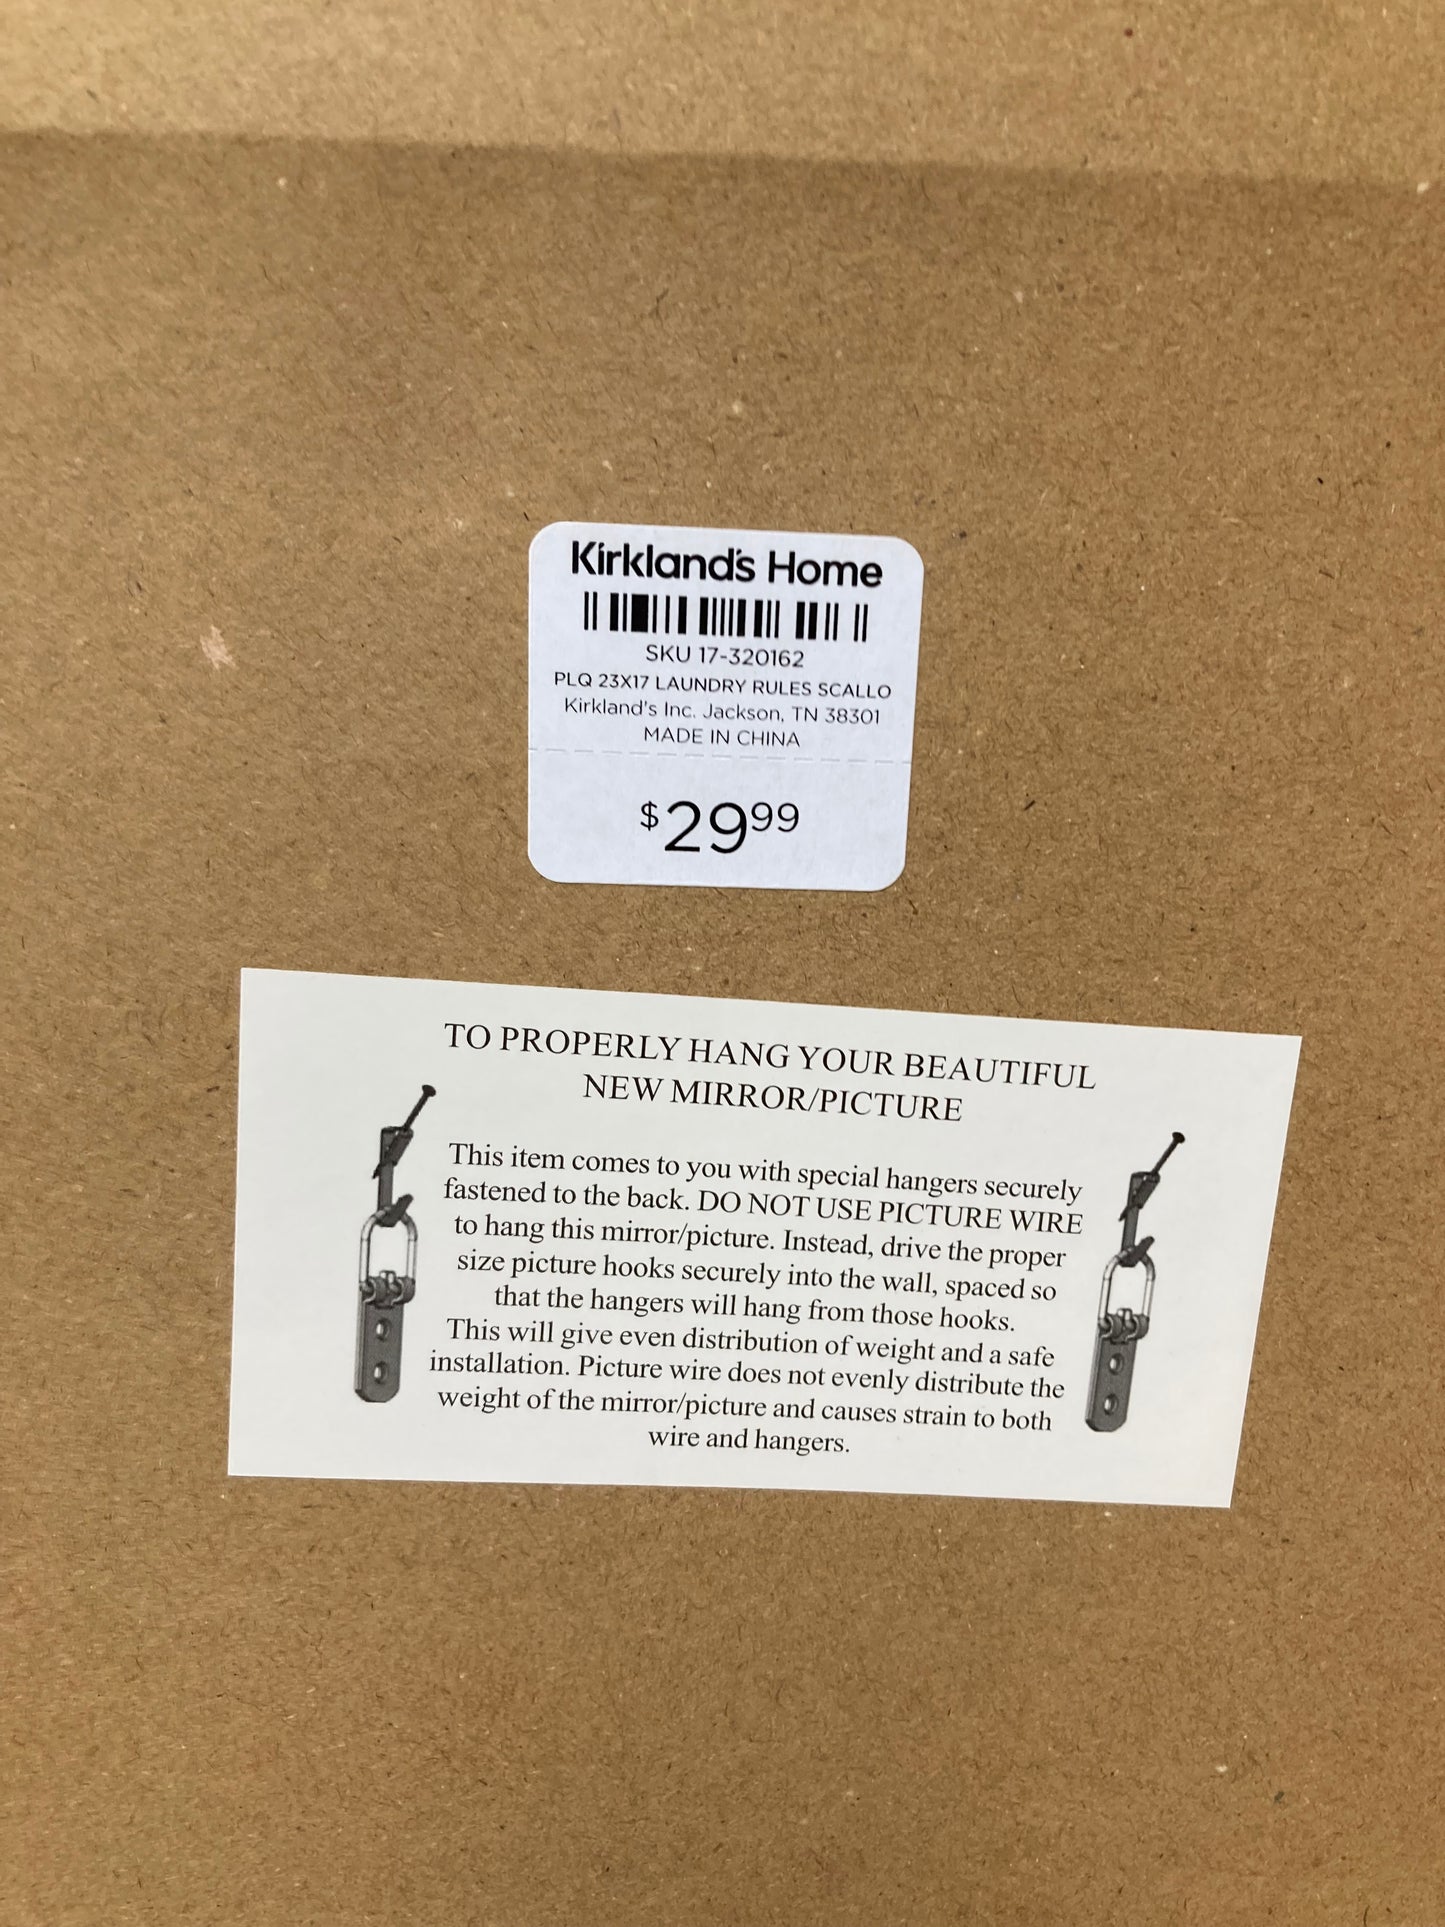 Kirkland's Home
SKU 17-320162
PLQ 23X17 LAUNDRY RULES SCALLO
Kirkland's Inc. Jackson, TN 38301
MADE IN CHINA
$2999
TO PROPERLY HANG YOUR BEAUTIFUL
NEW MIRROR/PICTURE
This item comes to you with special hangers securely
fastened to the back. DO NOT USE PICTURE WIRE
to hang this mirror/picture. Instead, drive the proper
size picture hooks securely into the wall, spaced so
that the hangers will hang from those hooks.
This will give even distribution of weight and a safe
installation. Picture wire does not evenly distribute the
weight of the mirror/picture and causes strain to both
wire and hangers.